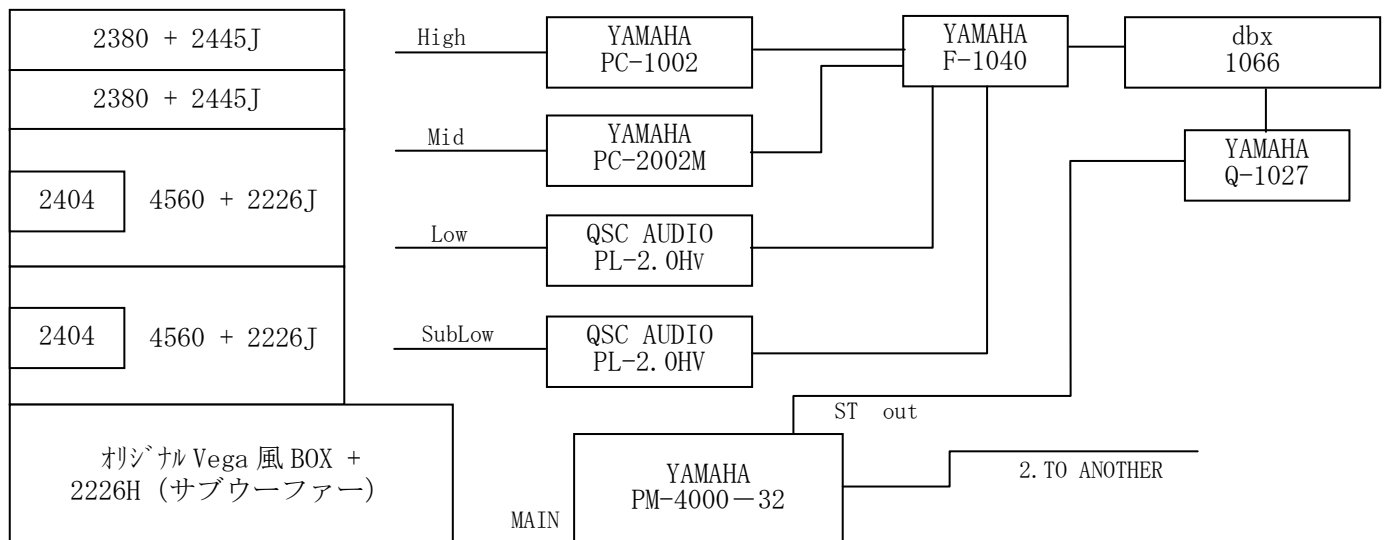 2380 + 2445J
2380 + 2445J
2404
4560 + 2226J
2404
4560 + 2226J
ｵﾘｼﾞﾅﾙ Vega 風 BOX +
2226H (サブウーファー)
High
YAMAHA
PC-1002
Mid
YAMAHA
PC-2002M
Low
QSC AUDIO
PL-2.0Hv
SubLow
QSC AUDIO
PL-2.0HV
YAMAHA
F-1040
dbx
1066
YAMAHA
Q-1027
ST out
MAIN
YAMAHA
PM-4000－32
2.TO ANOTHER